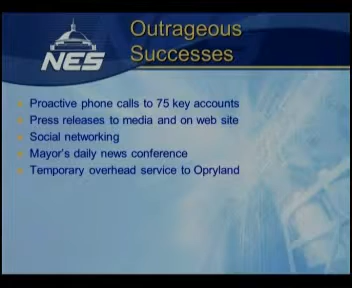 NES
Outrageous
Successes
Proactive phone calls to 75 key accounts
Press releases to media and on web site
Social networking
Mayor's daily news conference
Temporary overhead service to Opryland